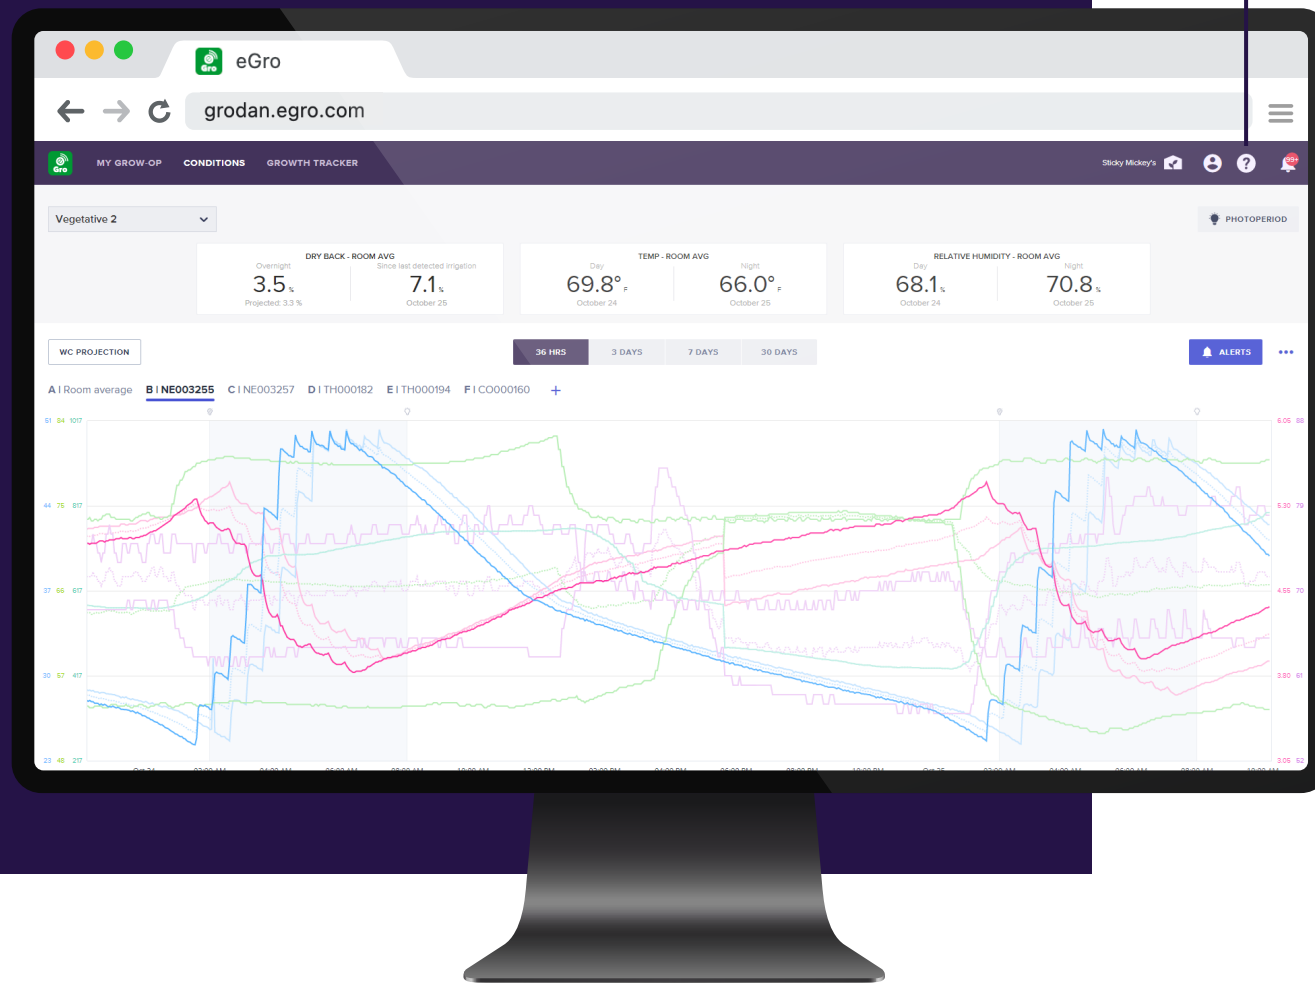 Gro
eGro
grodan.egro.com
Gro
MY GROW-OP CONDITIONS GROWTH TRACKER
Sticky Mickey's
?
99+
Vegetative 2
PHOTOPERIOD
DRY BACK - ROOM AVG
Overnight
3.5 %
Projected: 3.3 %
Since last detected irrigation
7.1 %
October 25
TEMP - ROOM AVG
Day
69.8° F
October 24
Night
66.0° F
October 25
RELATIVE HUMIDITY - ROOM AVG
Day
68.1 %
October 24
Night
70.8 %
October 25
WC PROJECTION
36 HRS 3 DAYS 7 DAYS 30 DAYS
ALERTS
A | Room average B | NE003255 C | NE003257 D | TH000182 E | TH000194 F | CO000160 +
51 84 1017
6.05 88
44 75 817
5.30 79
37 66 617
4.55 70
30 57 417
3.80 61
23 48 217
3.05 52